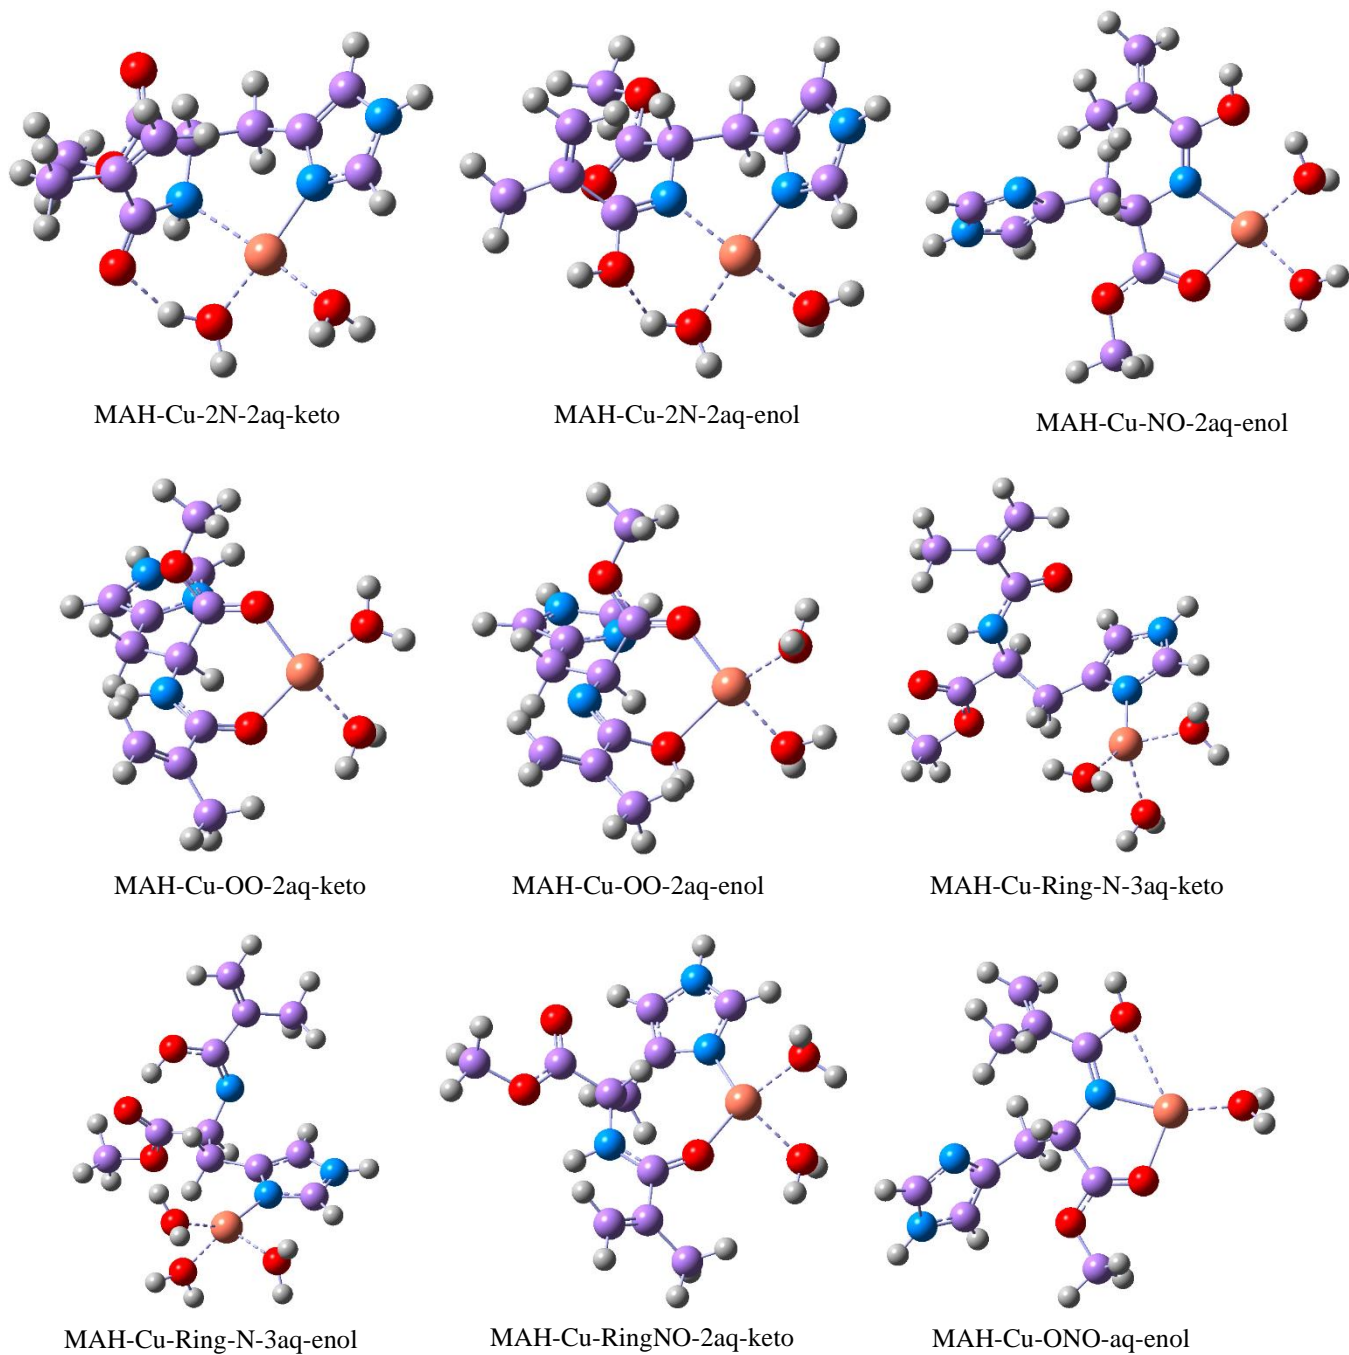 MAH-Cu-2N-2aq-keto
MAH-Cu-2N-2aq-enol
MAH-Cu-NO-2aq-enol
MAH-Cu-OO-2aq-keto
MAH-Cu-OO-2aq-enol
MAH-Cu-Ring-N-3aq-keto
MAH-Cu-Ring-N-3aq-enol
MAH-Cu-RingNO-2aq-keto
MAH-Cu-ONO-aq-enol